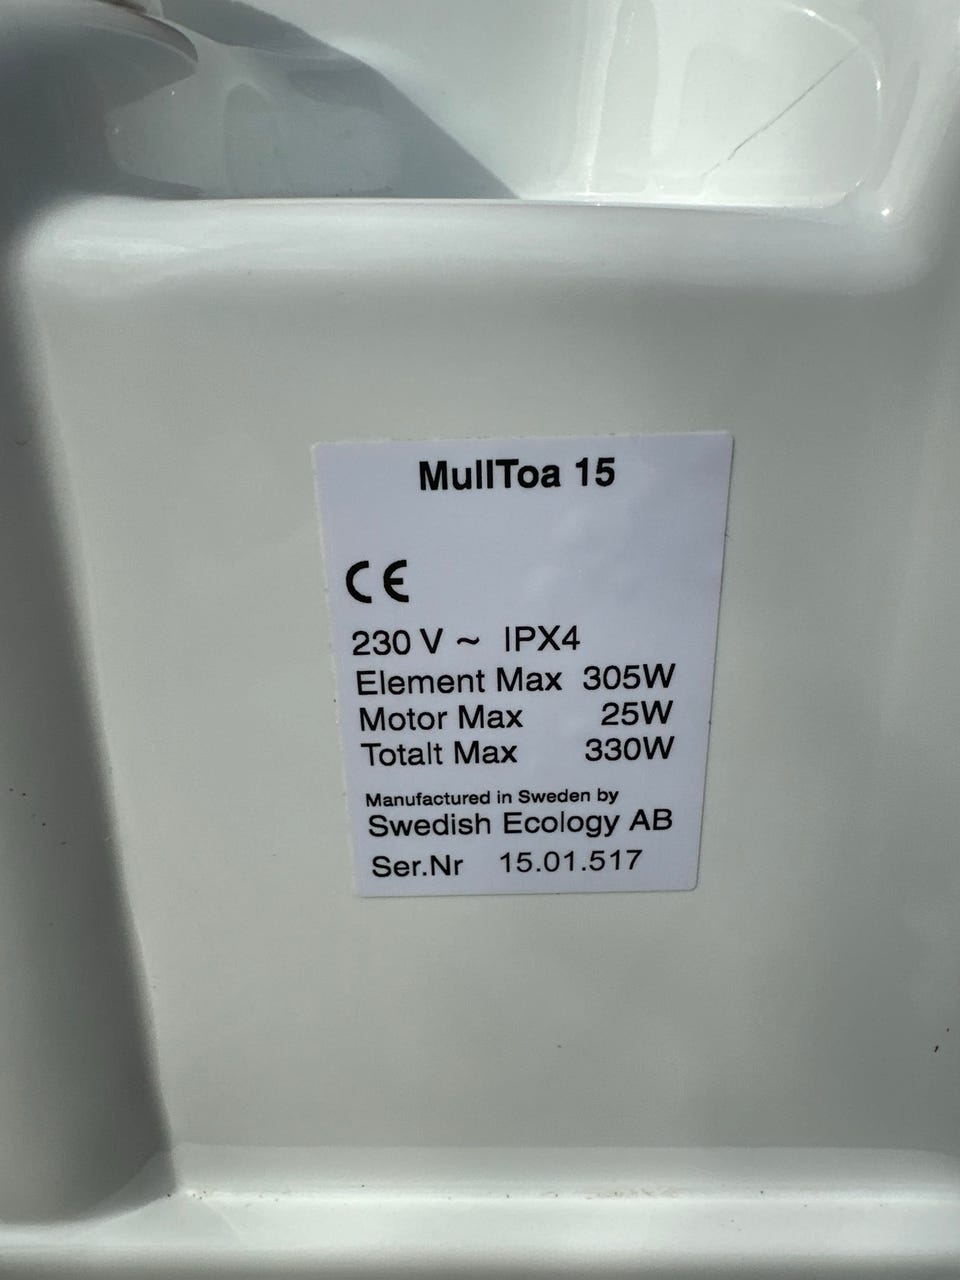 MullToa 15
CE
230 V ~ IPX4
Element Max 305W
Motor Max 25W
Totalt Max 330W
Manufactured in Sweden by
Swedish Ecology AB
Ser.Nr 15.01.517